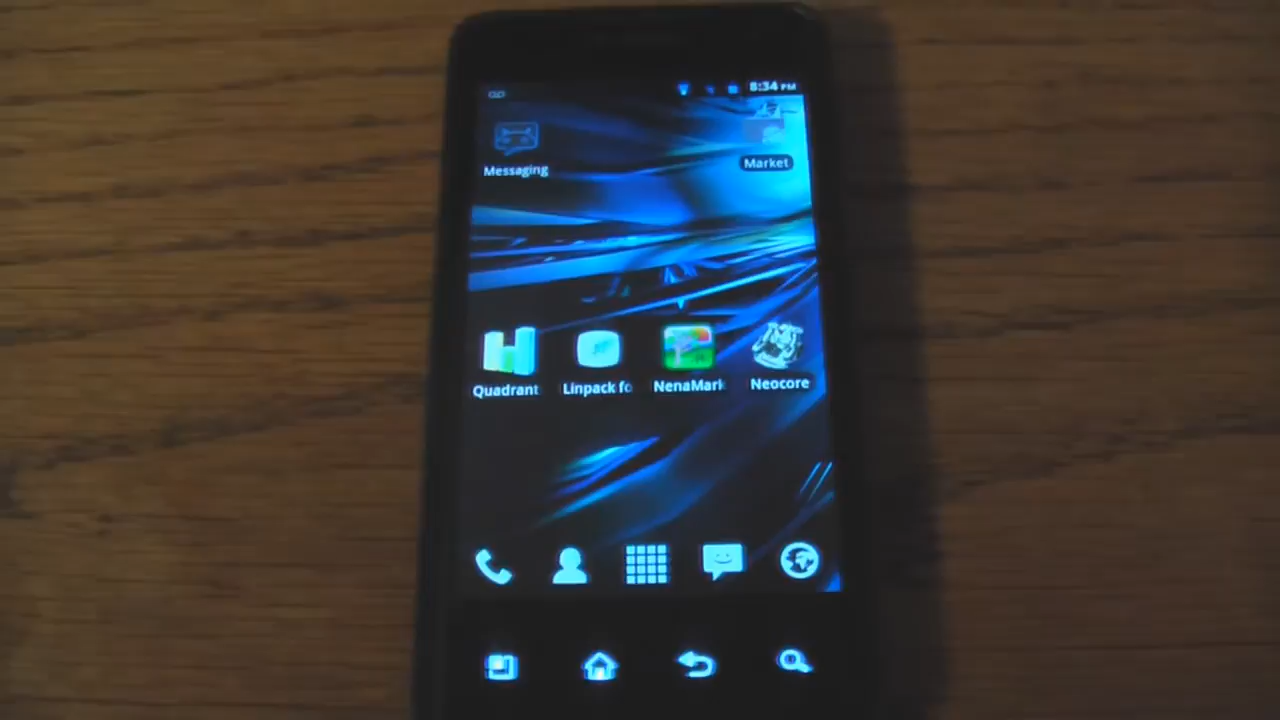 8:34 PM
Messaging
Market
Quadrant
Linpack fo
NenaMark
Neocore